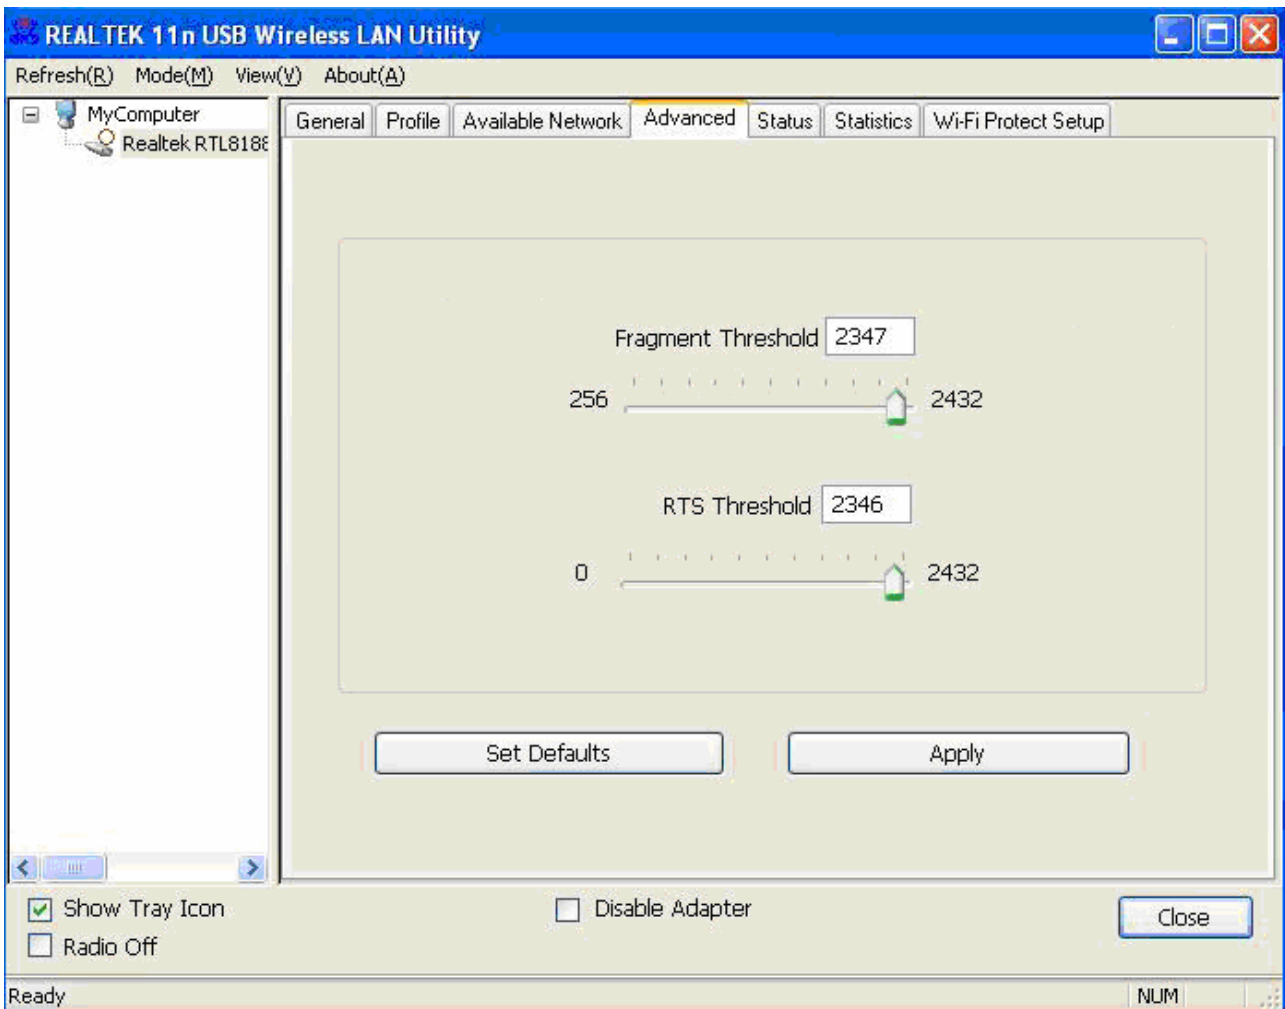 REALTEK 11n USB Wireless LAN Utility
Refresh(R) Mode(M) View(V) About(A)
MyComputer
Realtek RTL8188
General Profile Available Network Advanced Status Statistics Wi-Fi Protect Setup
Fragment Threshold 2347
256 2432
RTS Threshold 2346
0 2432
Set Defaults Apply
Show Tray Icon Disable Adapter Close
Radio Off
Ready NUM